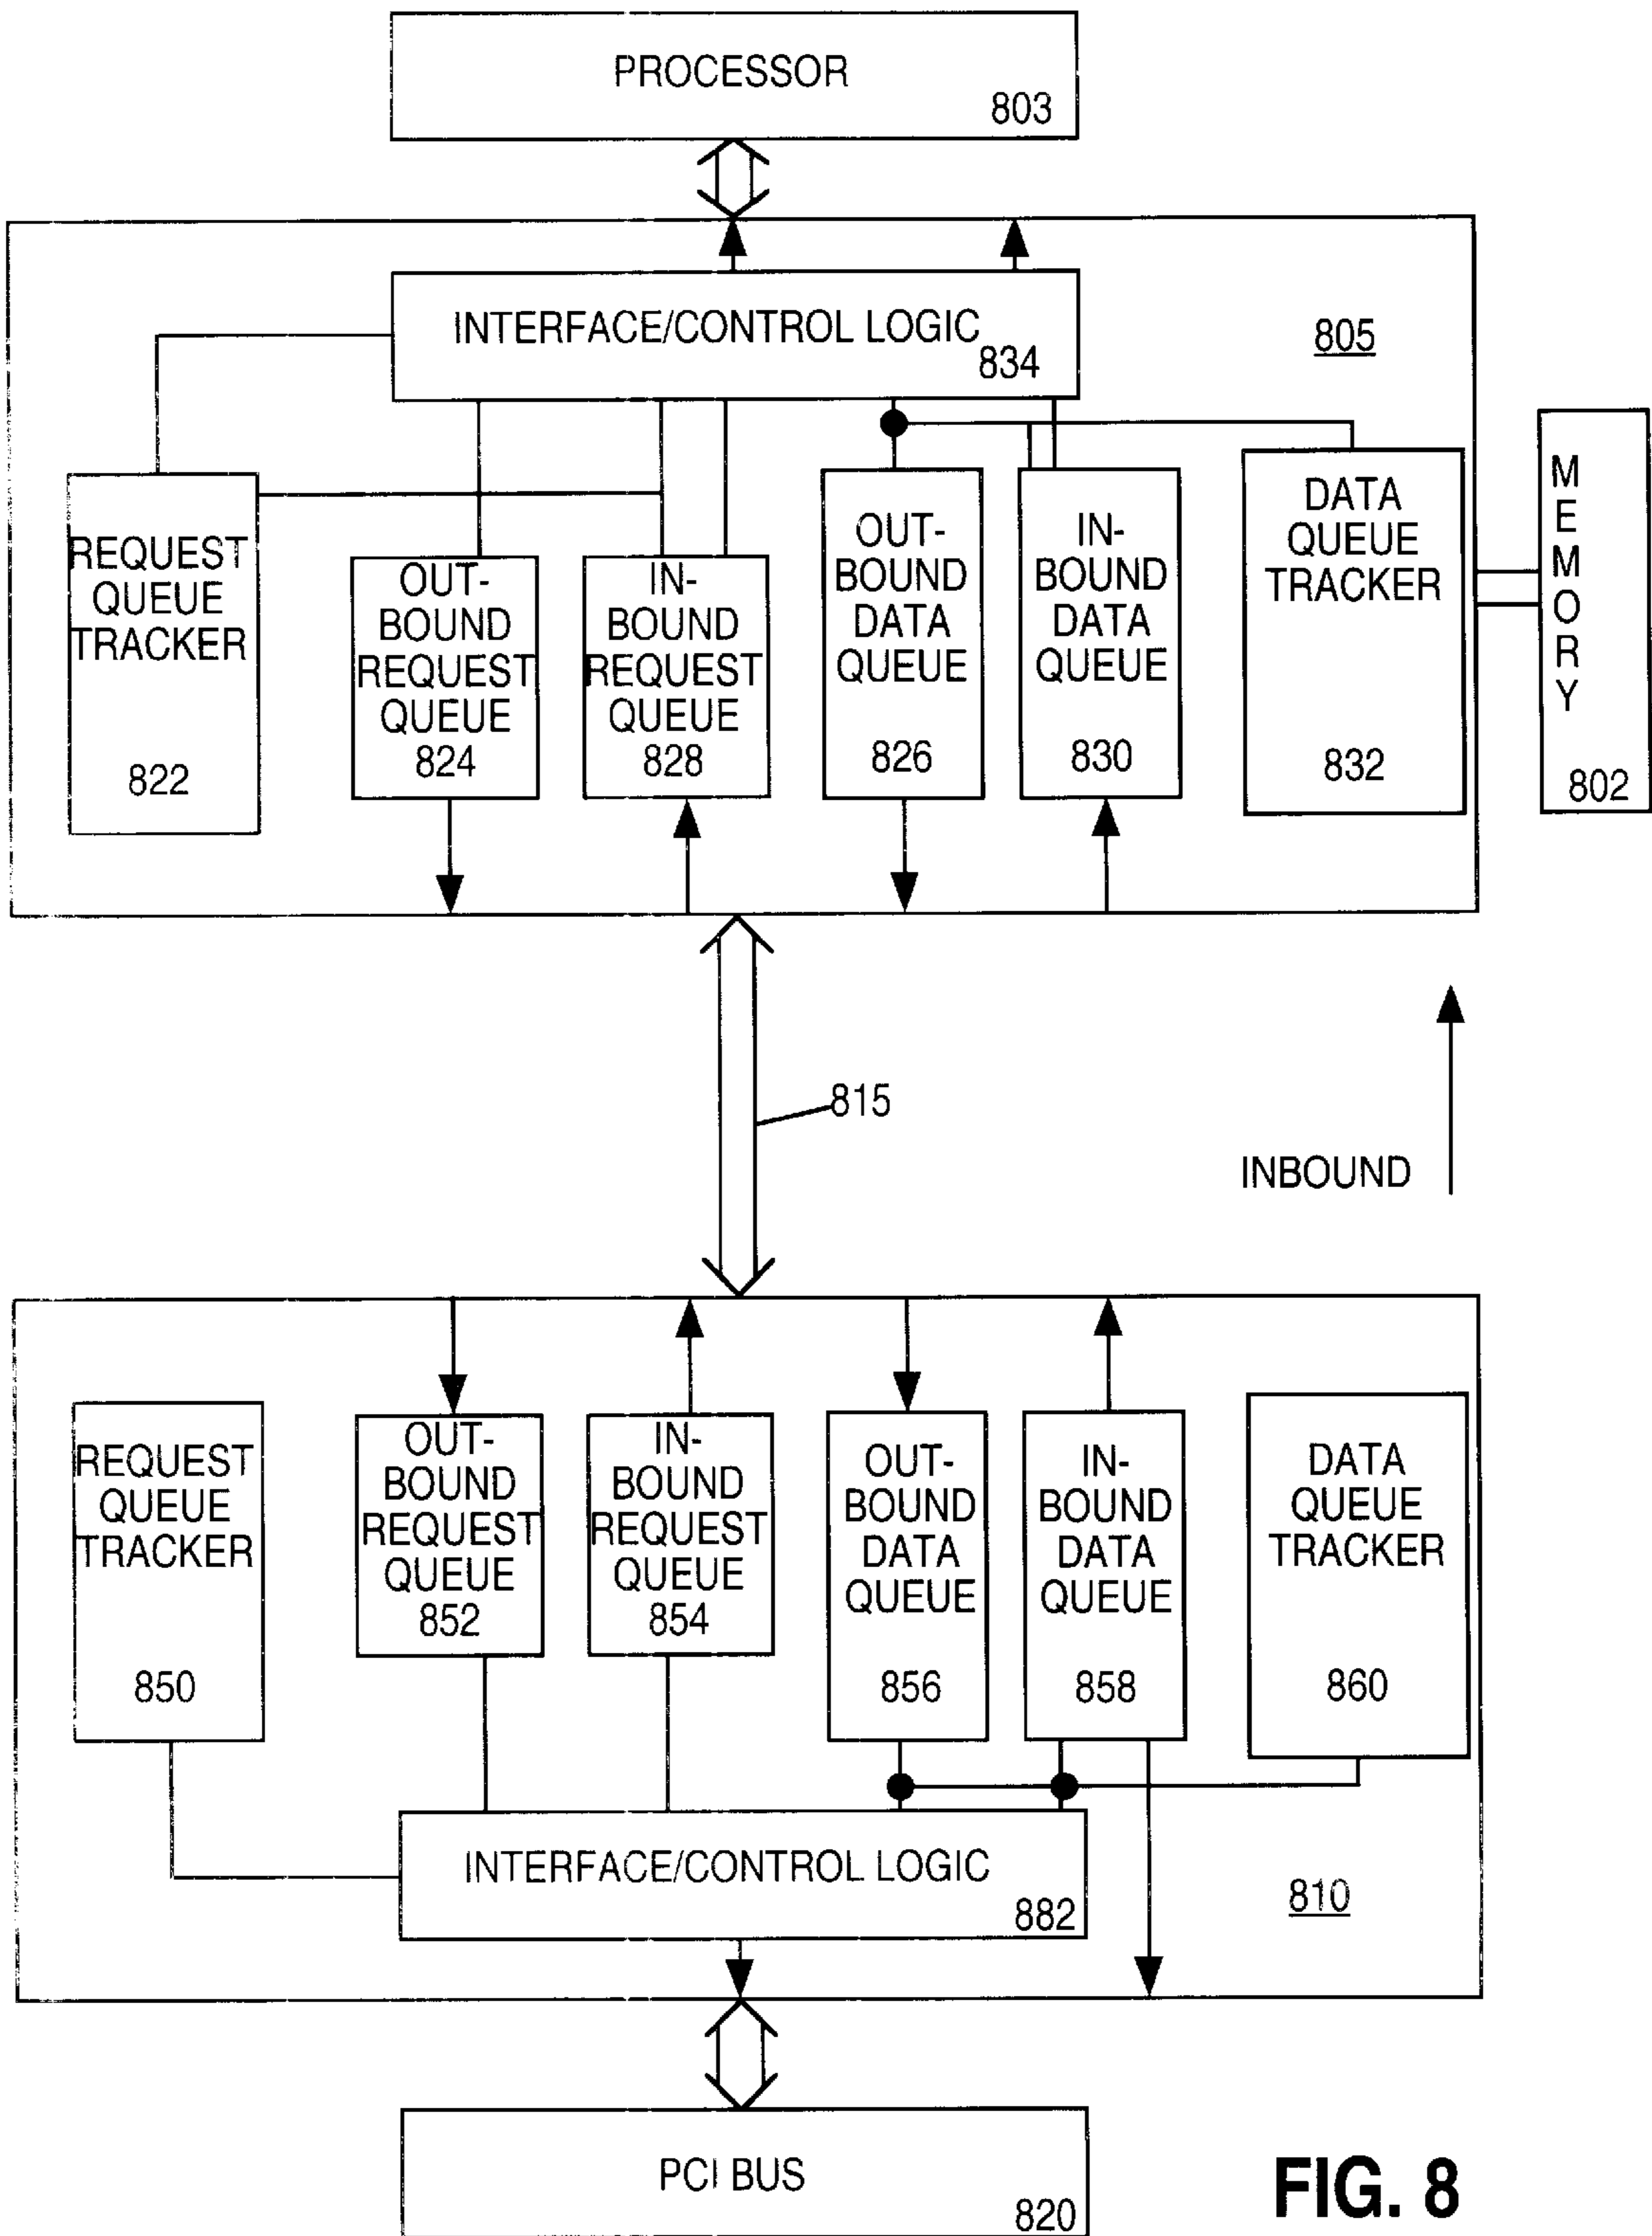 PROCESSOR
803
INTERFACE/CONTROL LOGIC
834
805
REQUEST
QUEUE
TRACKER
822
OUT-
BOUND
REQUEST
QUEUE
824
IN-
BOUND
REQUEST
QUEUE
828
OUT-
BOUND
DATA
QUEUE
826
IN-
BOUND
DATA
QUEUE
830
DATA
QUEUE
TRACKER
832
MEMORY
802
815
INBOUND
REQUEST
QUEUE
TRACKER
850
OUT-
BOUND
REQUEST
QUEUE
852
IN-
BOUND
REQUEST
QUEUE
854
OUT-
BOUND
DATA
QUEUE
856
IN-
BOUND
DATA
QUEUE
858
DATA
QUEUE
TRACKER
860
INTERFACE/CONTROL LOGIC
882
810
PCI BUS
820
FIG. 8